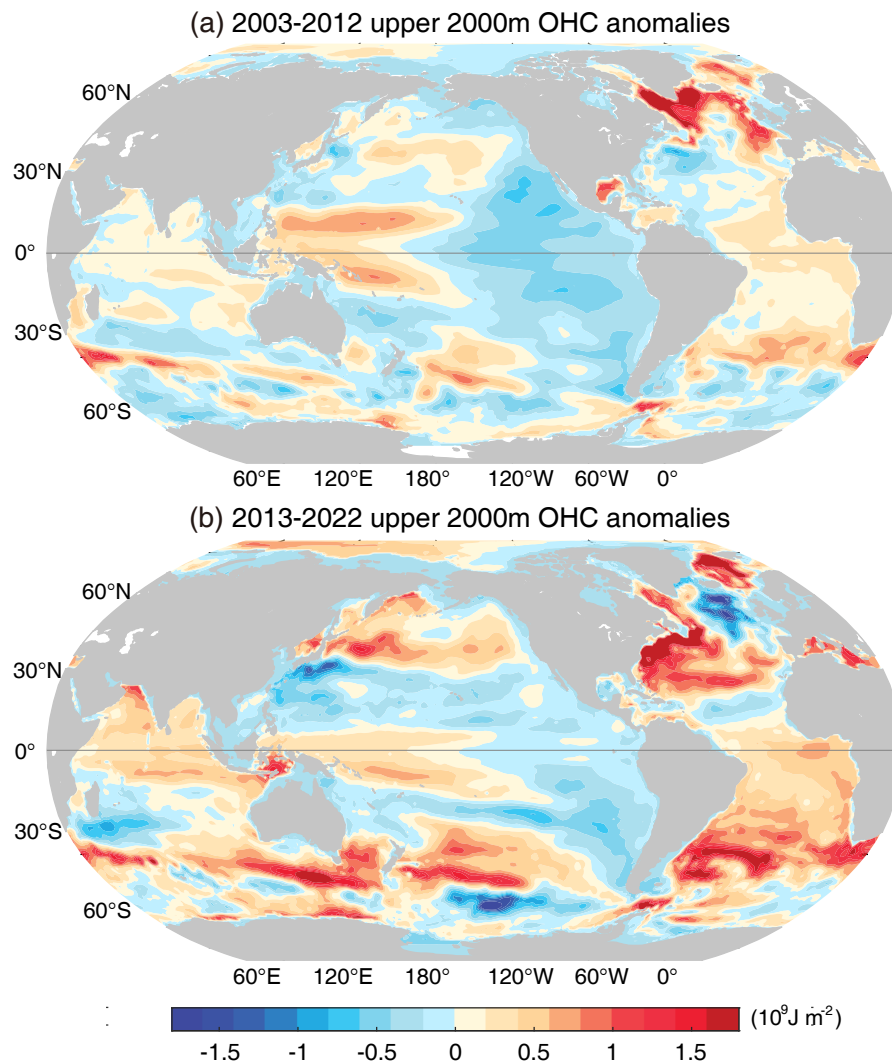 (a) 2003-2012 upper 2000m OHC anomalies
60°N
30°N
0°
30°S
60°S
60°E 120°E 180° 120°W 60°W 0°
(b) 2013-2022 upper 2000m OHC anomalies
60°N
30°N
0°
30°S
60°S
60°E 120°E 180° 120°W 60°W 0°
-1.5 -1 -0.5 0 0.5 1 1.5 (10⁹J m⁻²)